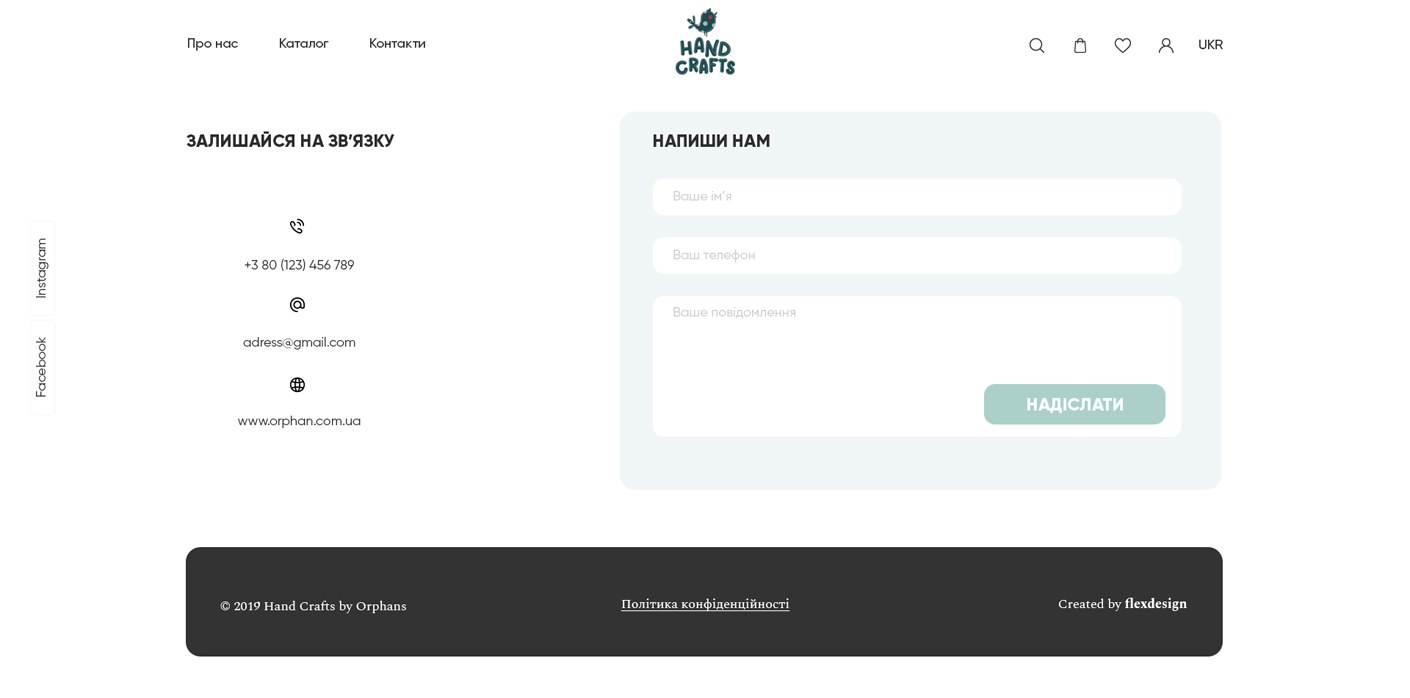 Про нас
Каталог
Контакти
HAND
CRAFTS
UKR
ЗАЛИШАЙСЯ НА ЗВ’ЯЗКУ
+3 80 (123) 456 789
adress@gmail.com
www.orphan.com.ua
НАПИШИ НАМ
Ваше ім’я
Ваш телефон
Ваше повідомлення
НАДІСЛАТИ
Instagram
Facebook
© 2019 Hand Crafts by Orphans
Політика конфіденційності
Created by flexdesign